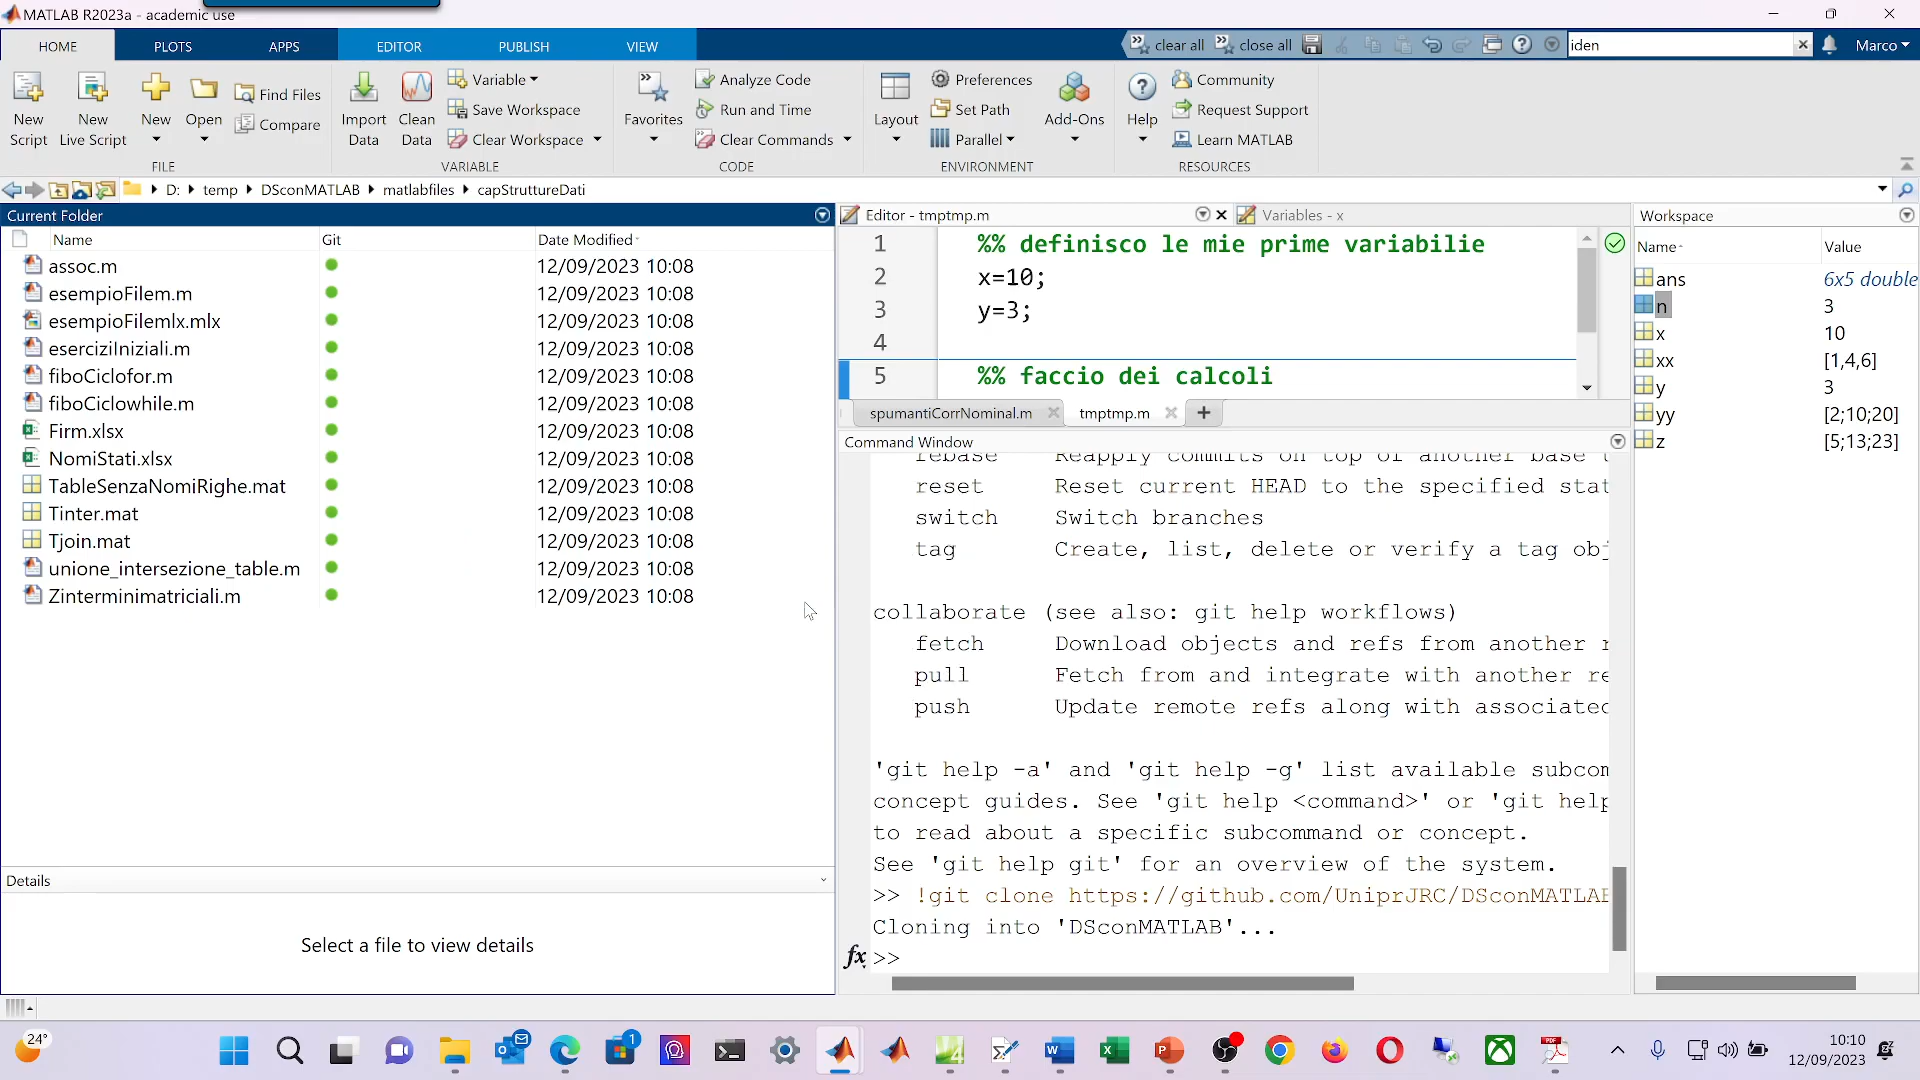 MATLAB R2023a - academic use
HOME PLOTS APPS EDITOR PUBLISH VIEW
clear all close all iden Marco
New Script
New Live Script
New
Open
Find Files
Compare
FILE
Import Data
Clean Data
Variable
Save Workspace
Clear Workspace
VARIABLE
Favorites
Analyze Code
Run and Time
Clear Commands
CODE
Layout
Preferences
Set Path
Parallel
ENVIRONMENT
Add-Ons
Help
Community
Request Support
Learn MATLAB
RESOURCES
D: temp DSconMATLAB matlabfiles capStruttureDati
Current Folder
Name Git Date Modified
assoc.m 12/09/2023 10:08
esempioFilem.m 12/09/2023 10:08
esempioFilemlx.mlx 12/09/2023 10:08
eserciziIniziali.m 12/09/2023 10:08
fiboCiclofor.m 12/09/2023 10:08
fiboCiclowhile.m 12/09/2023 10:08
Firm.xlsx 12/09/2023 10:08
NomiStati.xlsx 12/09/2023 10:08
TableSenzaNomiRighe.mat 12/09/2023 10:08
Tinter.mat 12/09/2023 10:08
Tjoin.mat 12/09/2023 10:08
unione_intersezione_table.m 12/09/2023 10:08
Zinterminimatriciali.m 12/09/2023 10:08
Details
Select a file to view details
Editor - tmptmp.m Variables - x
1 %% definisco le mie prime variabilie
2 x=10;
3 y=3;
4
5 %% faccio dei calcoli
spumantiCorrNominal.m tmptmp.m +
Command Window
rebase Reapply commits on top of another base
reset Reset current HEAD to the specified stat
switch Switch branches
tag Create, list, delete or verify a tag obj
collaborate (see also: git help workflows)
fetch Download objects and refs from another r
pull Fetch from and integrate with another re
push Update remote refs along with associated
'git help -a' and 'git help -g' list available subcom
concept guides. See 'git help <command>' or 'git help
to read about a specific subcommand or concept.
See 'git help git' for an overview of the system.
>> !git clone https://github.com/UniprJRC/DSconMATLAB
Cloning into 'DSconMATLAB'...
fx >>
Workspace
Name Value
ans 6x5 double
n 3
x 10
xx [1,4,6]
y 3
yy [2;10;20]
z [5;13;23]
24°
1
10:10
12/09/2023